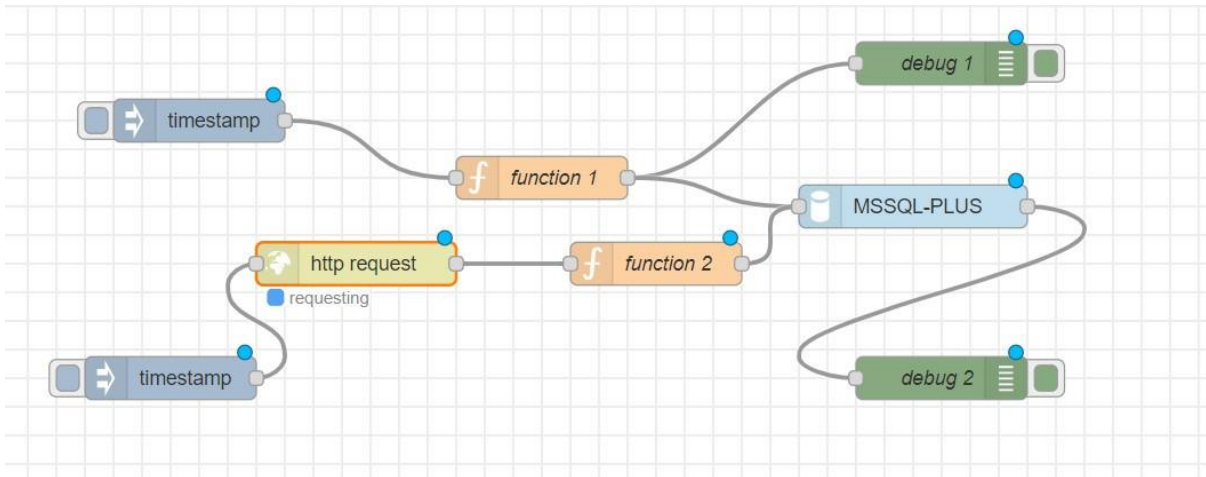 debug 1
timestamp
function 1
MSSQL-PLUS
http request
function 2
requesting
timestamp
debug 2